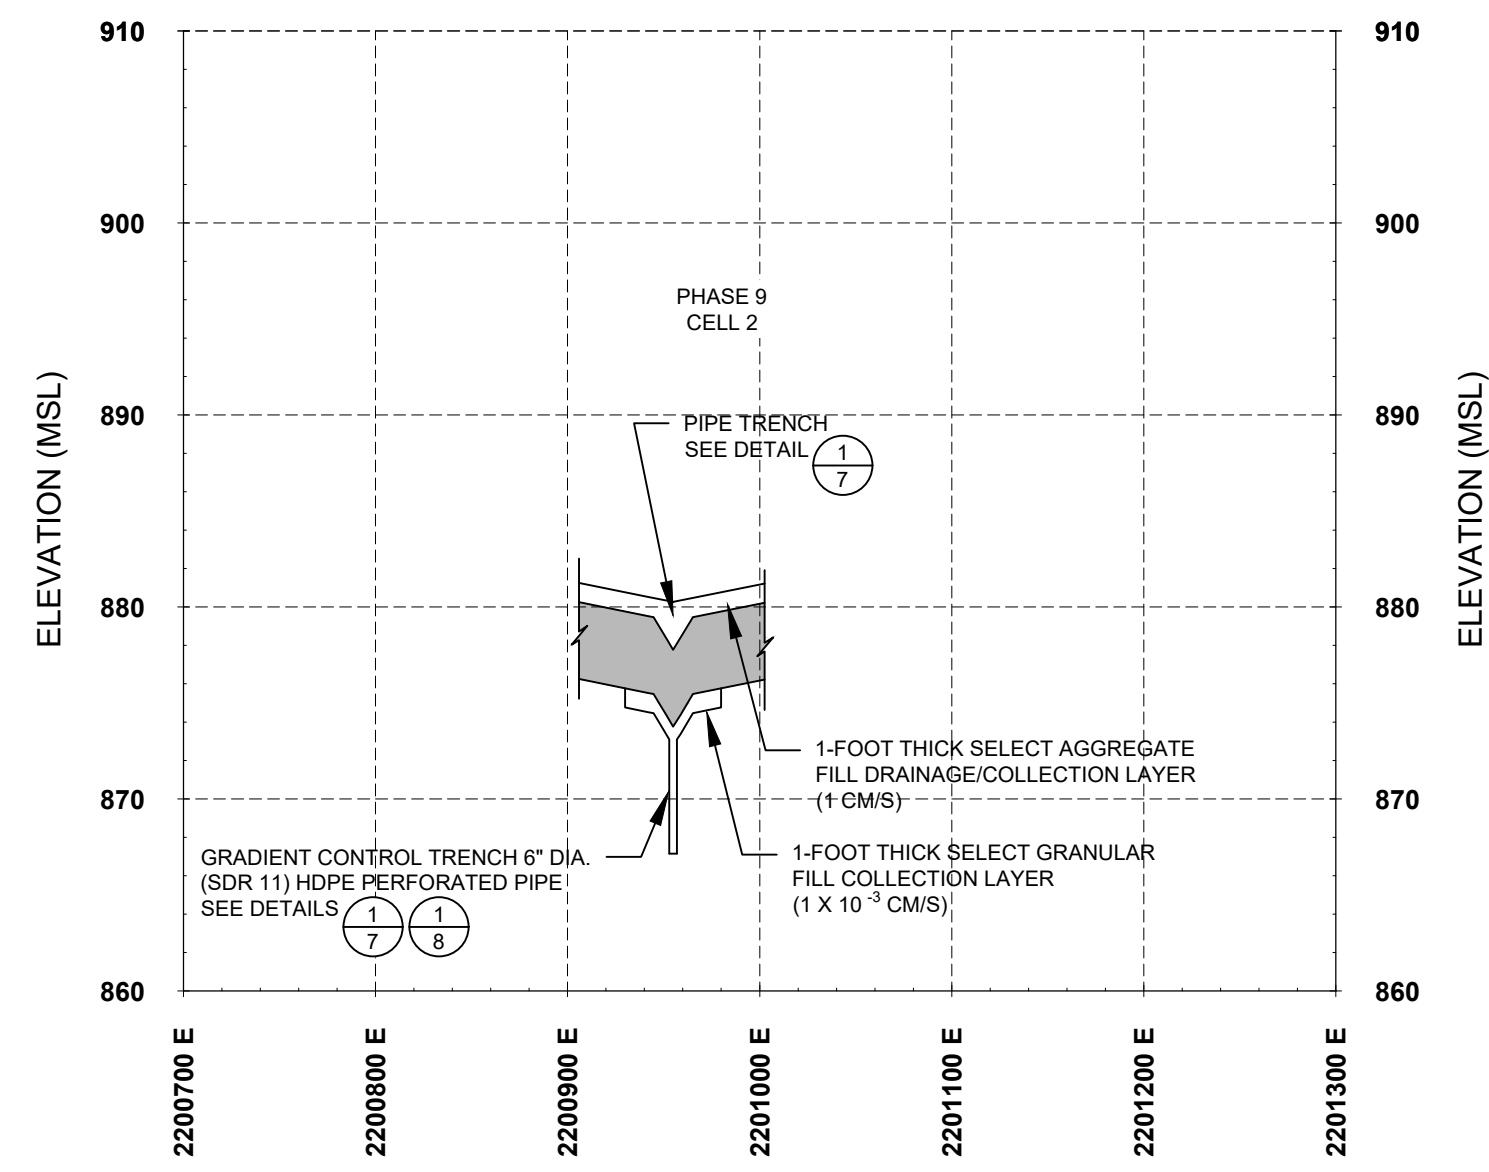 910
910
900
900
PHASE 9
CELL 2
ELEVATION (MSL)
ELEVATION (MSL)
890
890
PIPE TRENCH
SEE DETAIL
1
7
880
880
1-FOOT THICK SELECT AGGREGATE
FILL DRAINAGE/COLLECTION LAYER
(1 CM/S)
870
870
GRADIENT CONTROL TRENCH 6" DIA.
(SDR 11) HDPE PERFORATED PIPE
SEE DETAILS
1
7
1
8
1-FOOT THICK SELECT GRANULAR
FILL COLLECTION LAYER
(1 X 10 -3 CM/S)
860
860
2200700 E
2200800 E
2200900 E
2201000 E
2201100 E
2201200 E
2201300 E